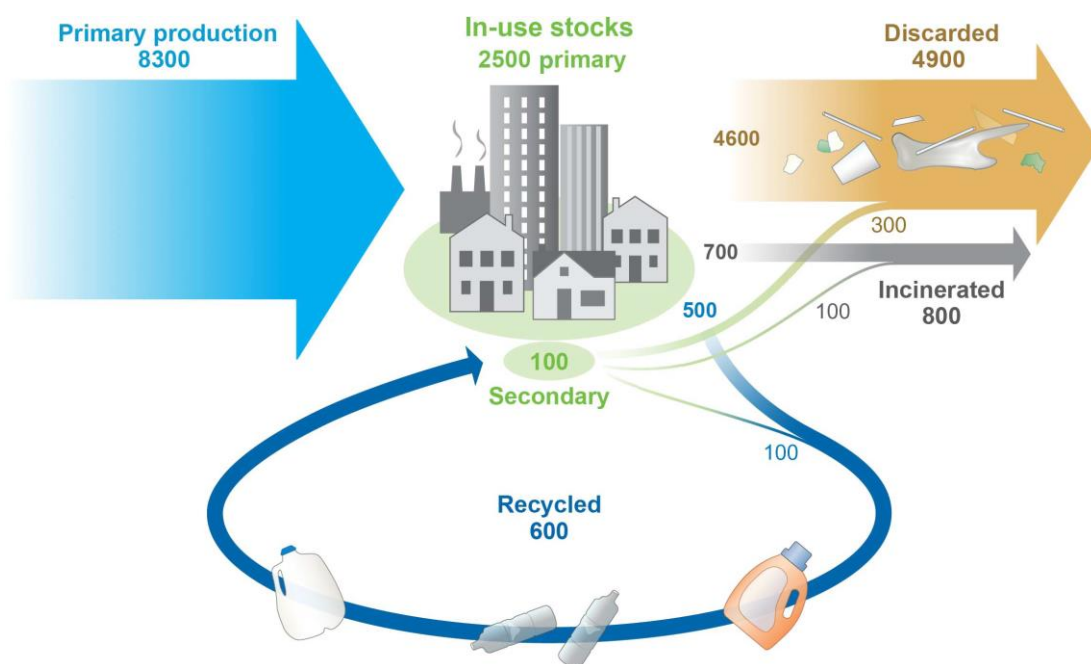 Primary production
8300
In-use stocks
2500 primary
Discarded
4900
4600
300
700
Incinerated
800
100
500
100
Secondary
100
Recycled
600